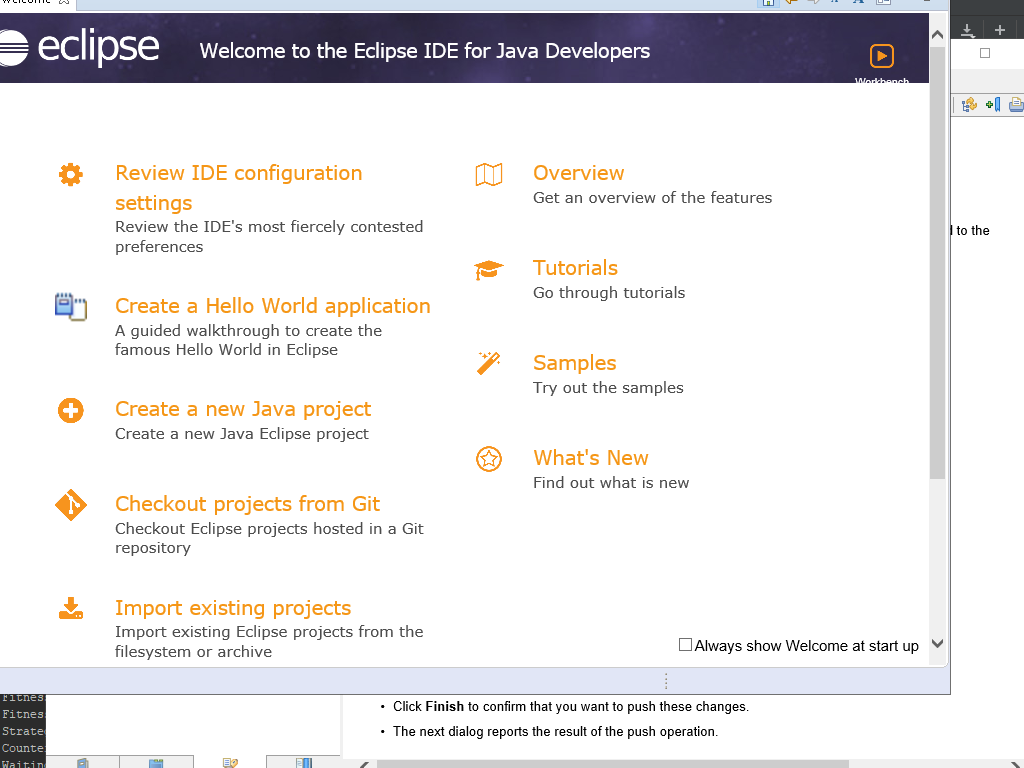 Welcome
eclipse
Welcome to the Eclipse IDE for Java Developers
Workbench
Review IDE configuration
settings
Review the IDE's most fiercely contested
preferences
Create a Hello World application
A guided walkthrough to create the
famous Hello World in Eclipse
Create a new Java project
Create a new Java Eclipse project
Checkout projects from Git
Checkout Eclipse projects hosted in a Git
repository
Import existing projects
Import existing Eclipse projects from the
filesystem or archive
Overview
Get an overview of the features
Tutorials
Go through tutorials
Samples
Try out the samples
What's New
Find out what is new
Always show Welcome at start up
to the
Fitnes
Fitnes
Strate
Counte
Waitin
• Click Finish to confirm that you want to push these changes.
• The next dialog reports the result of the push operation.